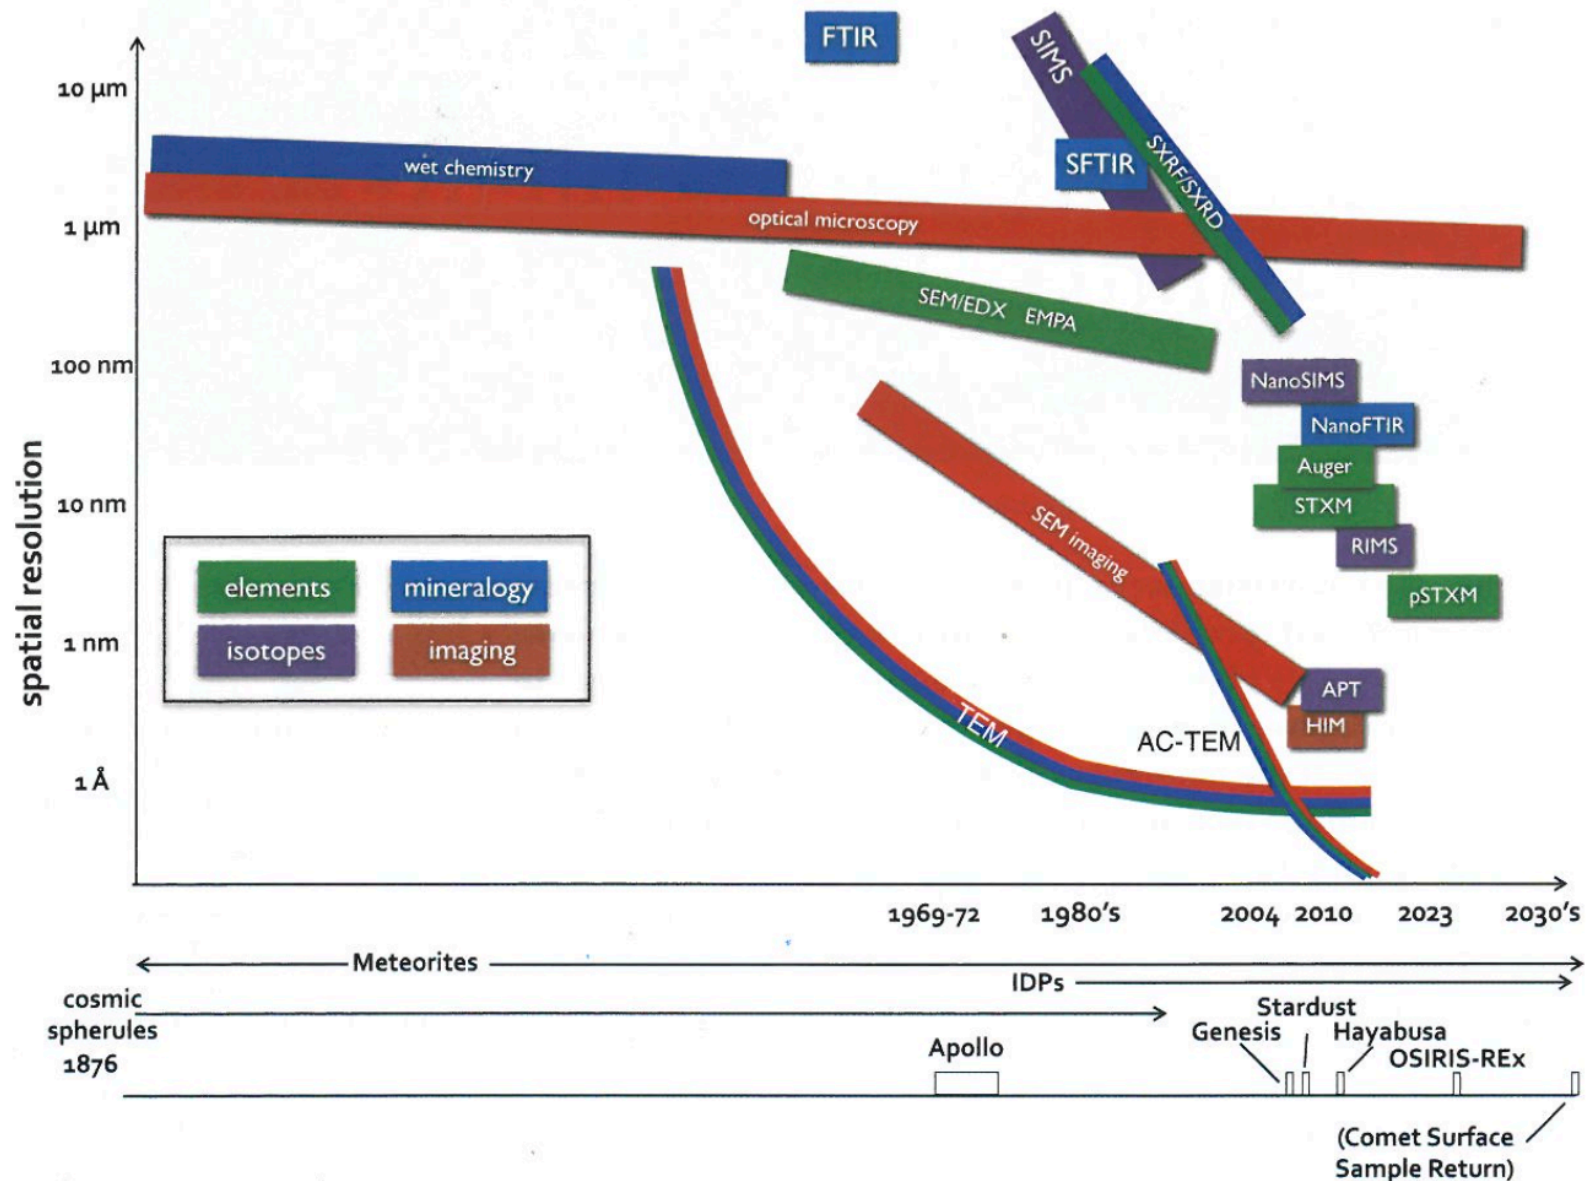 FTIR
SIMS
10 µm
wet chemistry
SFTIR
SXRF/SXRD
1 µm
optical microscopy
SEM/EDX EMPA
100 nm
NanoSIMS
NanoFTIR
Auger
spatial resolution
10 nm
STXM
SEM imaging
RIMS
elements
mineralogy
pSTXM
isotopes
imaging
1 nm
APT
TEM
AC-TEM
HIM
1 Å
1969-72 1980's 2004 2010 2023 2030's
Meteorites
IDPs
cosmic
spherules
1876
Stardust
Genesis
Hayabusa
Apollo
OSIRIS-REx
(Comet Surface
Sample Return)